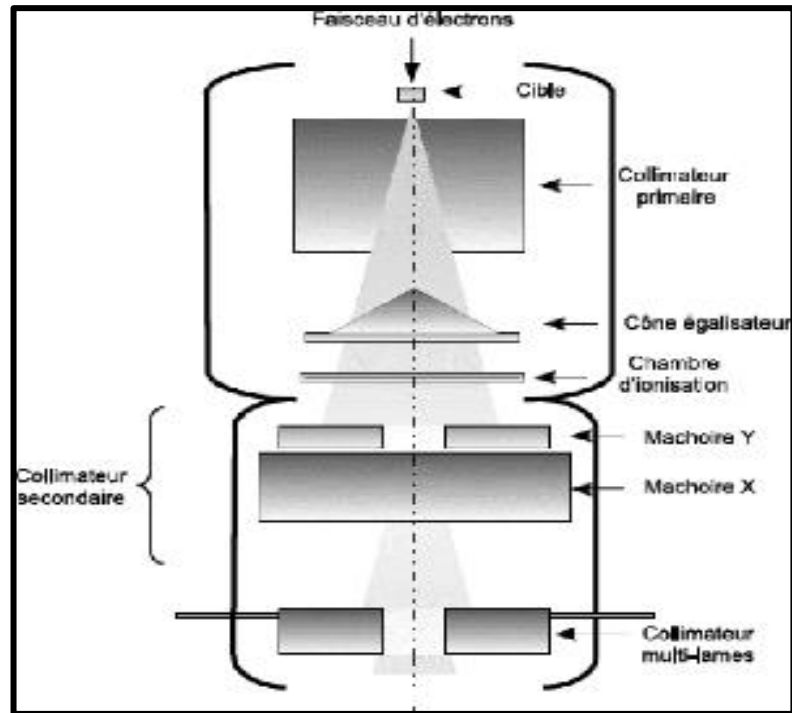 Faisceau d'électrons
Cible
Collimateur
primaire
Cône égalisateur
Chambre
d'ionisation
Machoire Y
Collimateur
secondaire
Machoire X
Collimateur
multi-lames